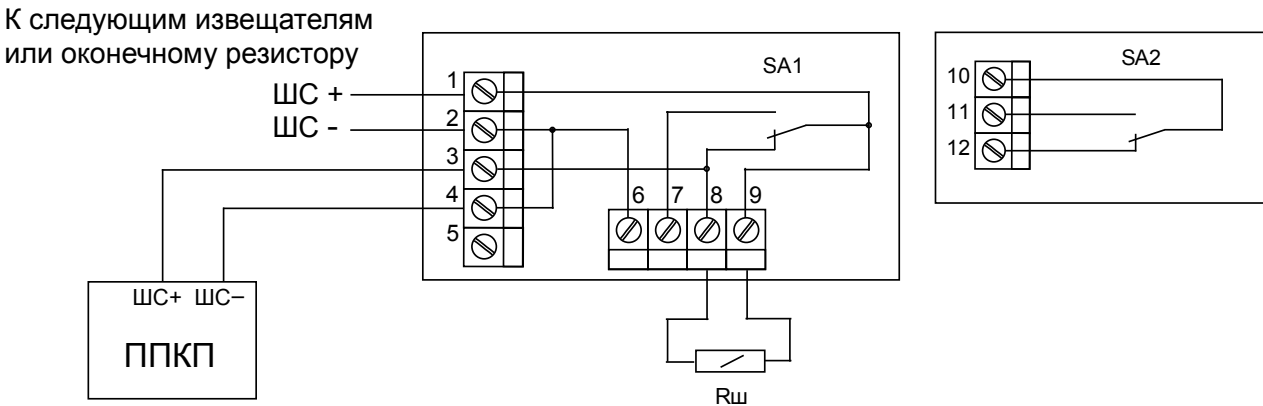 К следующим извещателям
или оконечному резистору
ШС +
ШС -
1
2
3
4
5
SA1
6 7 8 9
SA2
10
11
12
ШС+ ШС–
ППКП
Rш